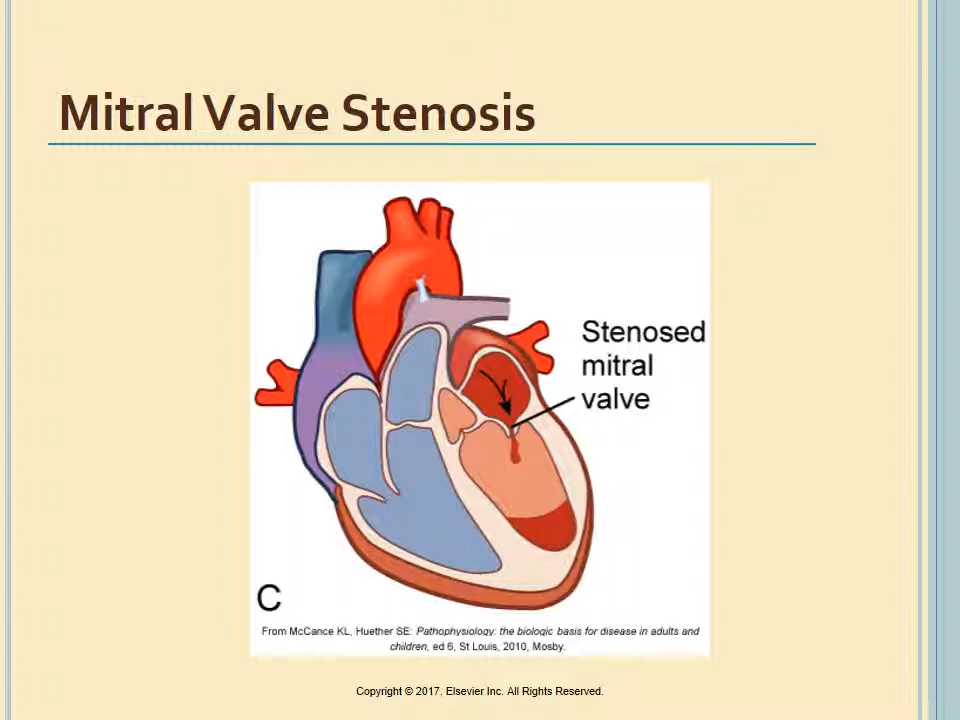 Mitral Valve Stenosis
Stenosed
mitral
valve
C
From McCance KL, Huether SE: Pathophysiology: the biologic basis for disease in adults and
children, ed 6, St Louis, 2010, Mosby.
Copyright © 2017, Elsevier Inc. All Rights Reserved.